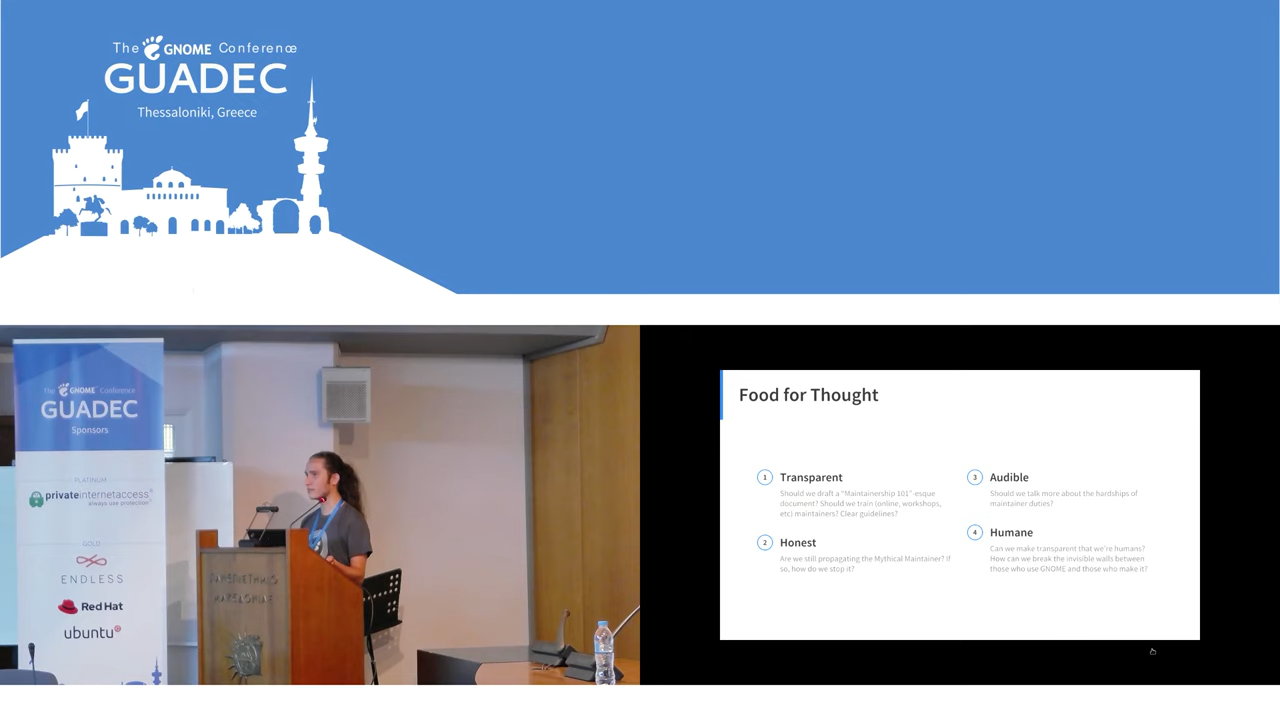 The GNOME Conference
GUADEC
Thessaloniki, Greece
The GNOME Conference
GUADEC
Sponsors
PLATINUM
privateinternetaccess®
always use protection
GOLD
ENDLESS
Red Hat
ubuntu®
ΜΑΚΕΔΟΝΙΑΣ
Food for Thought
1 Transparent
Should we draft a "Maintainership 101"-esque
document? Should we train (online, workshops,
etc) maintainers? Clear guidelines?
2 Honest
Are we still propagating the Mythical Maintainer? If
so, how do we stop it?
3 Audible
Should we talk more about the hardships of
maintainer duties?
4 Humane
Can we make transparent that we're humans?
How can we break the invisible walls between
those who use GNOME and those who make it?